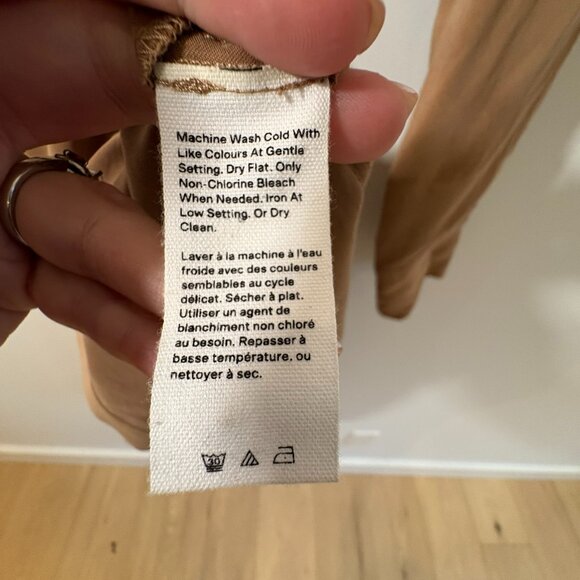 Machine Wash Cold With
Like Colours At Gentle
Setting. Dry Flat. Only
Non-Chlorine Bleach
When Needed. Iron At
Low Setting. Or Dry
Clean.
Laver à la machine à l'eau
froide avec des couleurs
semblables au cycle
délicat. Sécher à plat.
Utiliser un agent de
blanchiment non chloré
au besoin. Repasser à
basse température, ou
nettoyer à sec.
30